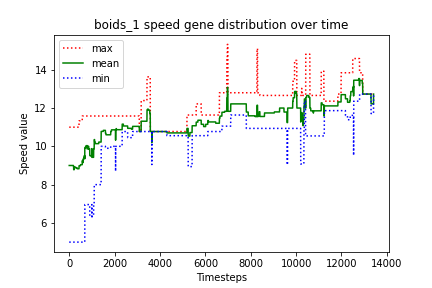 boids_1 speed gene distribution over time
max
mean
min
Speed value
14
12
10
8
6
0
2000
4000
6000
8000
10000
12000
14000
Timesteps